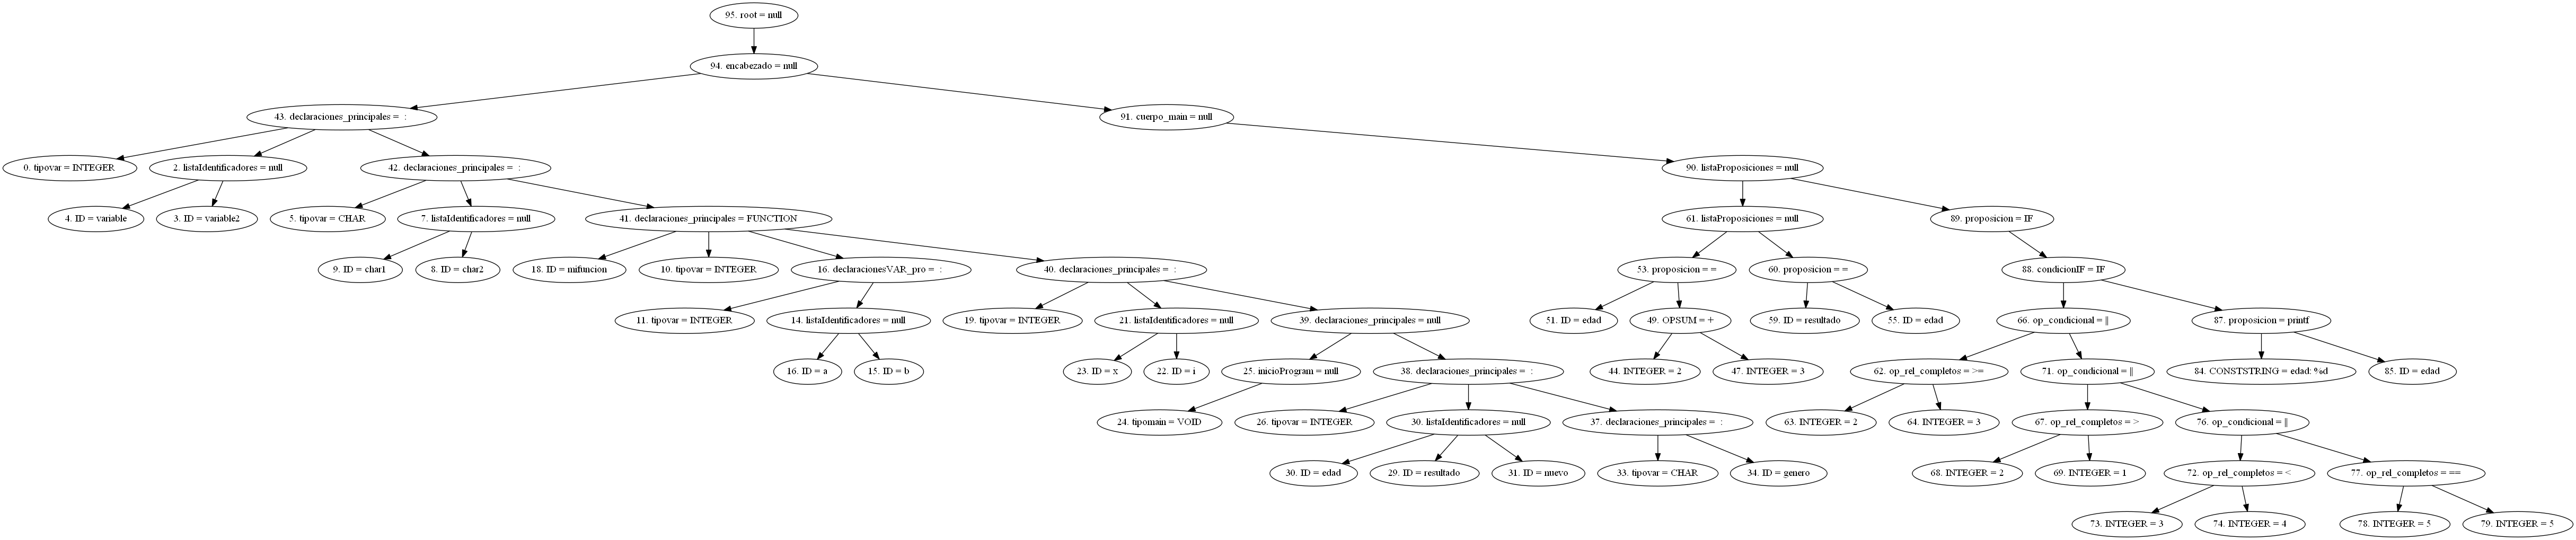 95. root = null
94. encabezado = null
43. declaraciones_principales = :
91. cuerpo_main = null
0. tipovar = INTEGER
2. listaIdentificadores = null
42. declaraciones_principales = :
90. listaProposiciones = null
4. ID = variable
3. ID = variable2
5. tipovar = CHAR
7. listaIdentificadores = null
41. declaraciones_principales = FUNCTION
61. listaProposiciones = null
89. proposicion = IF
9. ID = char1
8. ID = char2
18. ID = mifuncion
10. tipovar = INTEGER
16. declaracionesVAR_pro = :
40. declaraciones_principales = :
53. proposicion = =
60. proposicion = =
88. condicionIF = IF
11. tipovar = INTEGER
14. listaIdentificadores = null
19. tipovar = INTEGER
21. listaIdentificadores = null
39. declaraciones_principales = null
51. ID = edad
49. OPSUM = +
59. ID = resultado
55. ID = edad
66. op_condicional = ||
87. proposicion = printf
16. ID = a
15. ID = b
23. ID = x
22. ID = i
25. inicioProgram = null
38. declaraciones_principales = :
44. INTEGER = 2
47. INTEGER = 3
62. op_rel_completos = >=
71. op_condicional = ||
84. CONSTSTRING = edad: %d
85. ID = edad
24. tipomain = VOID
26. tipovar = INTEGER
30. listaIdentificadores = null
37. declaraciones_principales = :
63. INTEGER = 2
64. INTEGER = 3
67. op_rel_completos = >
76. op_condicional = ||
30. ID = edad
29. ID = resultado
31. ID = nuevo
33. tipovar = CHAR
34. ID = genero
68. INTEGER = 2
69. INTEGER = 1
72. op_rel_completos = <
77. op_rel_completos = ==
73. INTEGER = 3
74. INTEGER = 4
78. INTEGER = 5
79. INTEGER = 5